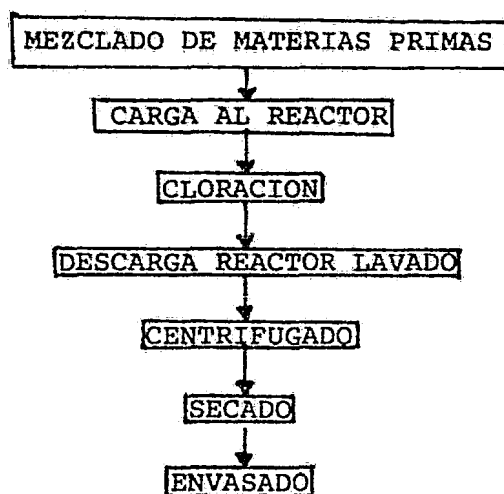 MEZCLADO DE MATERIAS PRIMAS
CARGA AL REACTOR
CLORACION
DESCARGA REACTOR LAVADO
CENTRIFUGADO
SECADO
ENVASADO